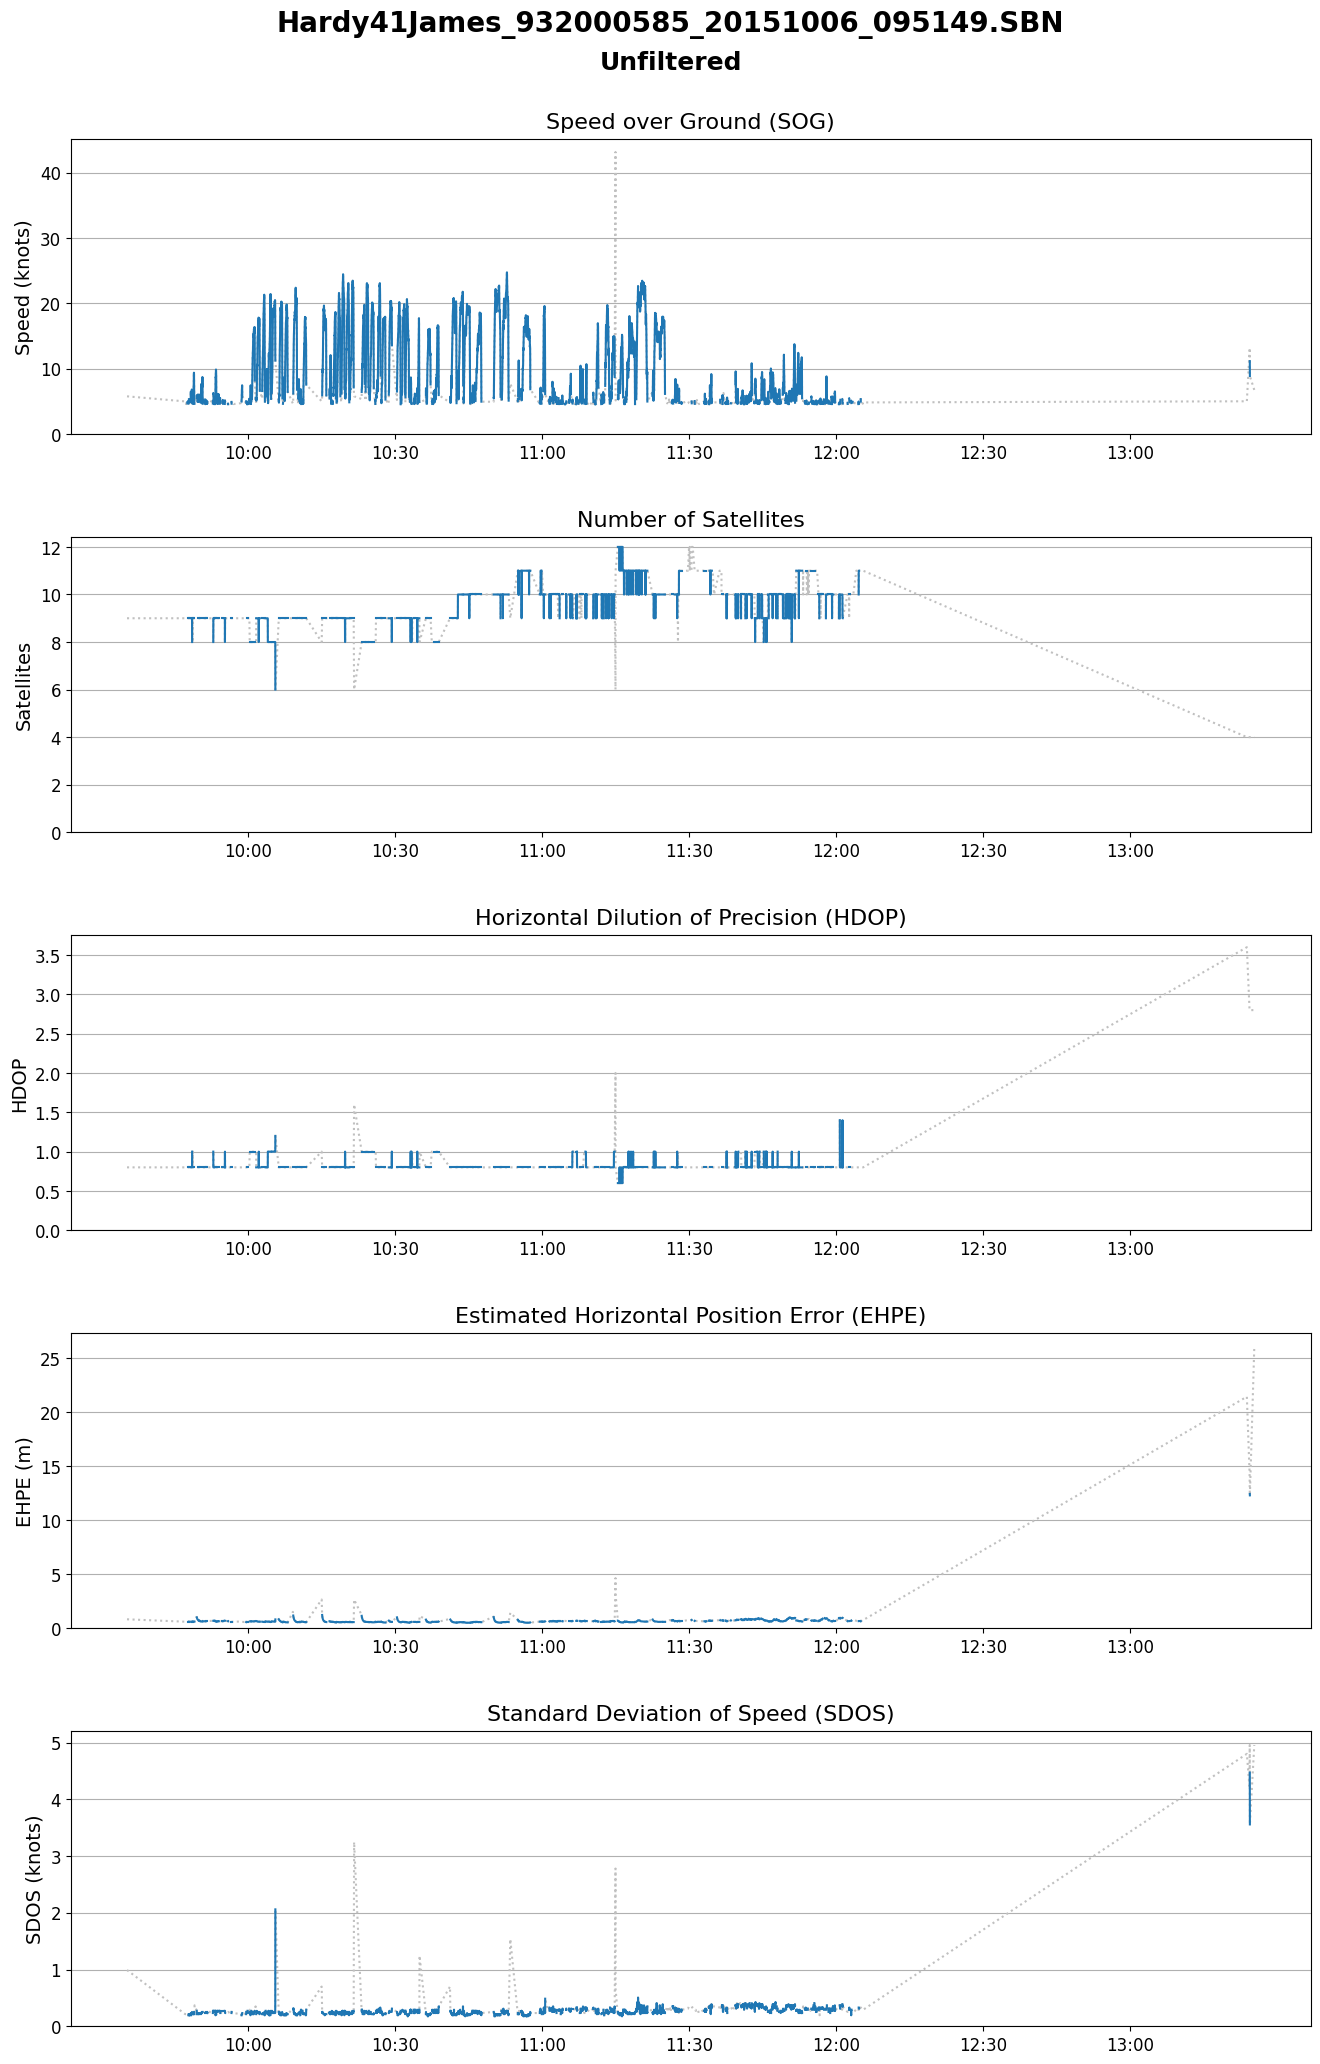 Hardy41James_932000585_20151006_095149.SBN
Unfiltered
Speed over Ground (SOG)
Speed (knots)
40
30
20
10
0
10:00 10:30 11:00 11:30 12:00 12:30 13:00
Number of Satellites
Satellites
12
10
8
6
4
2
0
10:00 10:30 11:00 11:30 12:00 12:30 13:00
Horizontal Dilution of Precision (HDOP)
HDOP
3.5
3.0
2.5
2.0
1.5
1.0
0.5
0.0
10:00 10:30 11:00 11:30 12:00 12:30 13:00
Estimated Horizontal Position Error (EHPE)
EHPE (m)
25
20
15
10
5
0
10:00 10:30 11:00 11:30 12:00 12:30 13:00
Standard Deviation of Speed (SDOS)
SDOS (knots)
5
4
3
2
1
0
10:00 10:30 11:00 11:30 12:00 12:30 13:00